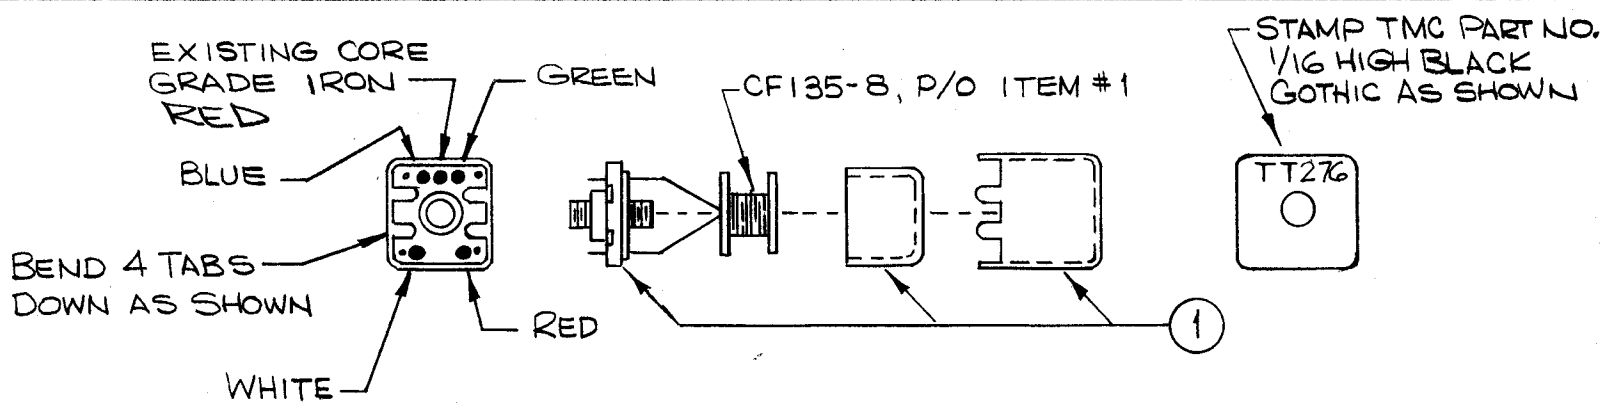 EXISTING CORE
GRADE IRON
RED
GREEN
BLUE
BEND 4 TABS
DOWN AS SHOWN
WHITE
RED
CF135-8, P/O ITEM #1
1
STAMP TMC PART NO.
1/16 HIGH BLACK
GOTHIC AS SHOWN
TT276